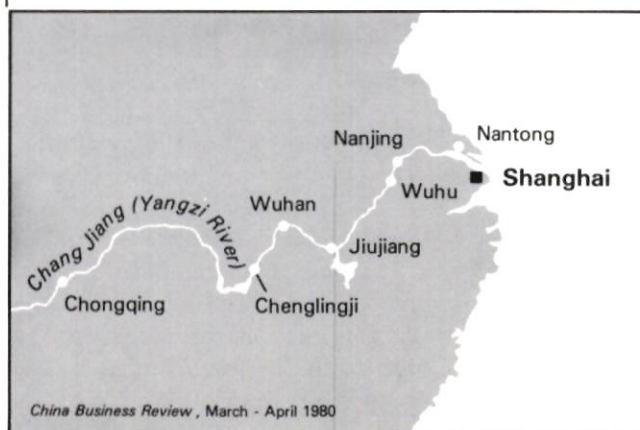 Nanjing
Nantong
Shanghai
Wuhu
Wuhan
Chang Jiang (Yangzi River)
Jiujiang
Chongqing
Chenglingji
China Business Review, March - April 1980